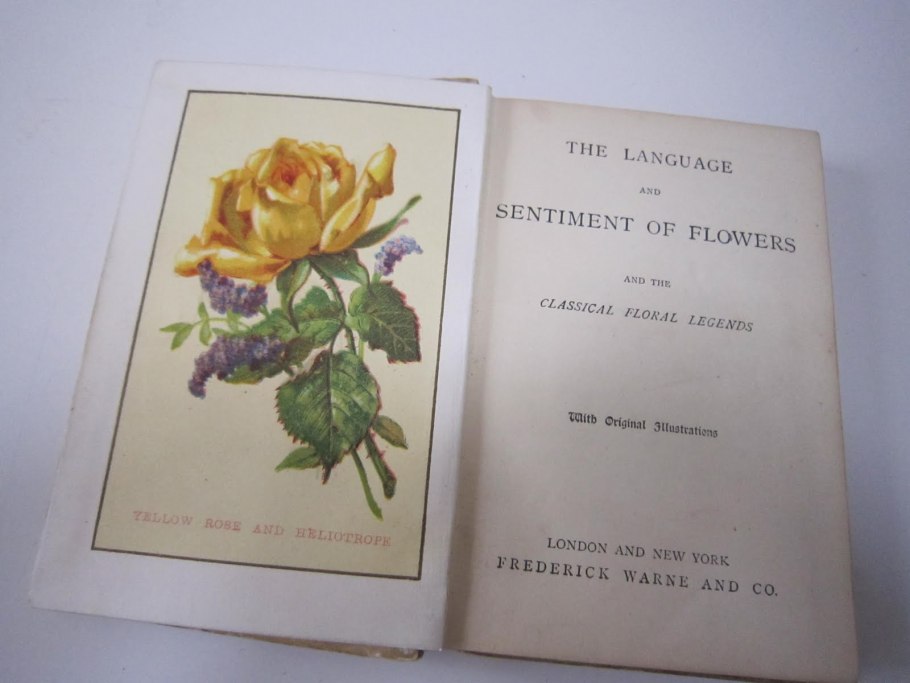 YELLOW ROSE AND HELIOTROPE
THE LANGUAGE
AND
SENTIMENT OF FLOWERS
AND THE
CLASSICAL FLORAL LEGENDS
With Original Illustrations
LONDON AND NEW YORK
FREDERICK WARNE AND CO.